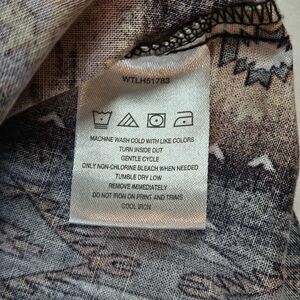 WTLH51783
MACHINE WASH COLD WITH LIKE COLORS
TURN INSIDE OUT
GENTLE CYCLE
ONLY NON-CHLORINE BLEACH WHEN NEEDED
TUMBLE DRY LOW
REMOVE IMMEDIATELY
DO NOT IRON ON PRINT AND TRIMS
COOL IRON